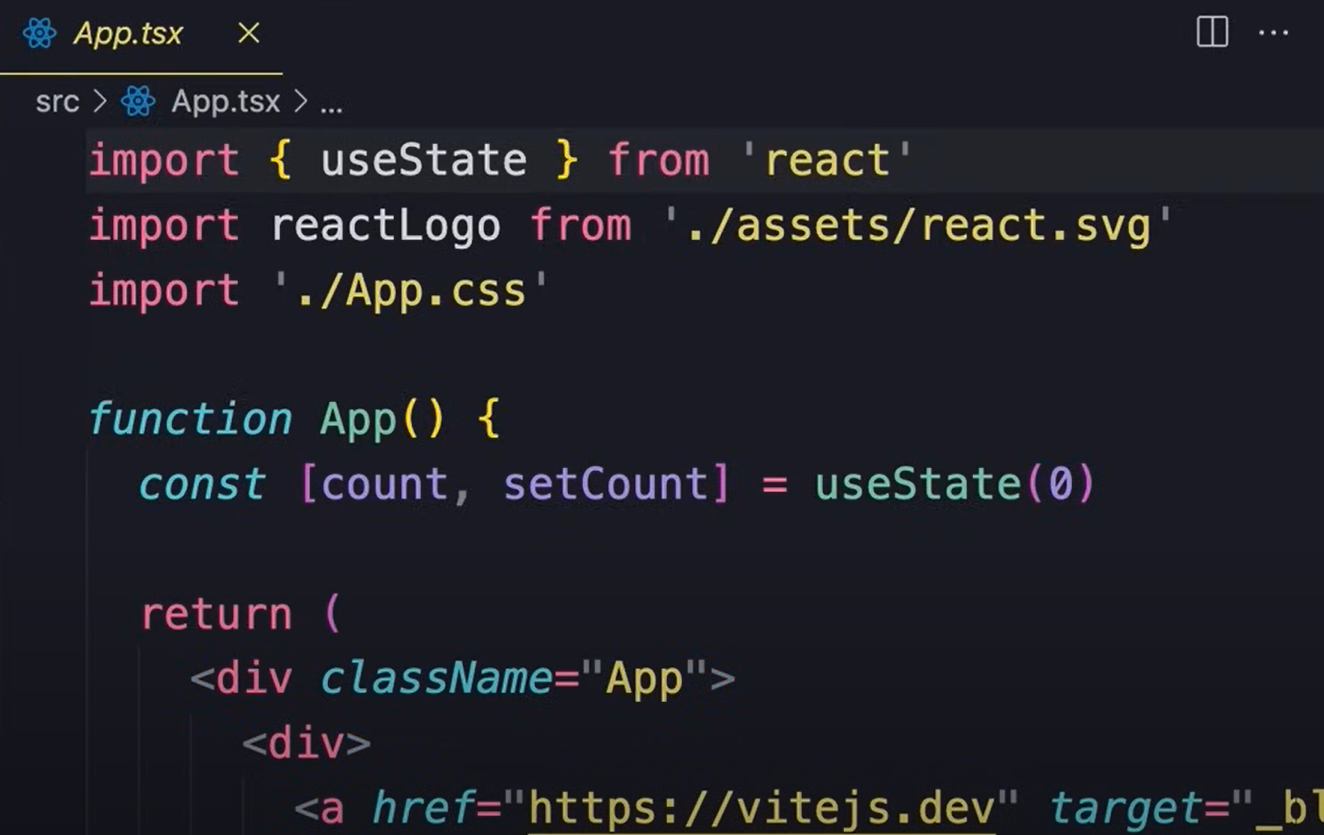 App.tsx
src > App.tsx > ...
import { useState } from 'react'
import reactLogo from './assets/react.svg'
import './App.css'
function App() {
const [count, setCount] = useState(0)
return (
<div className="App">
<div>
<a href="https://vitejs.dev" target="_bl